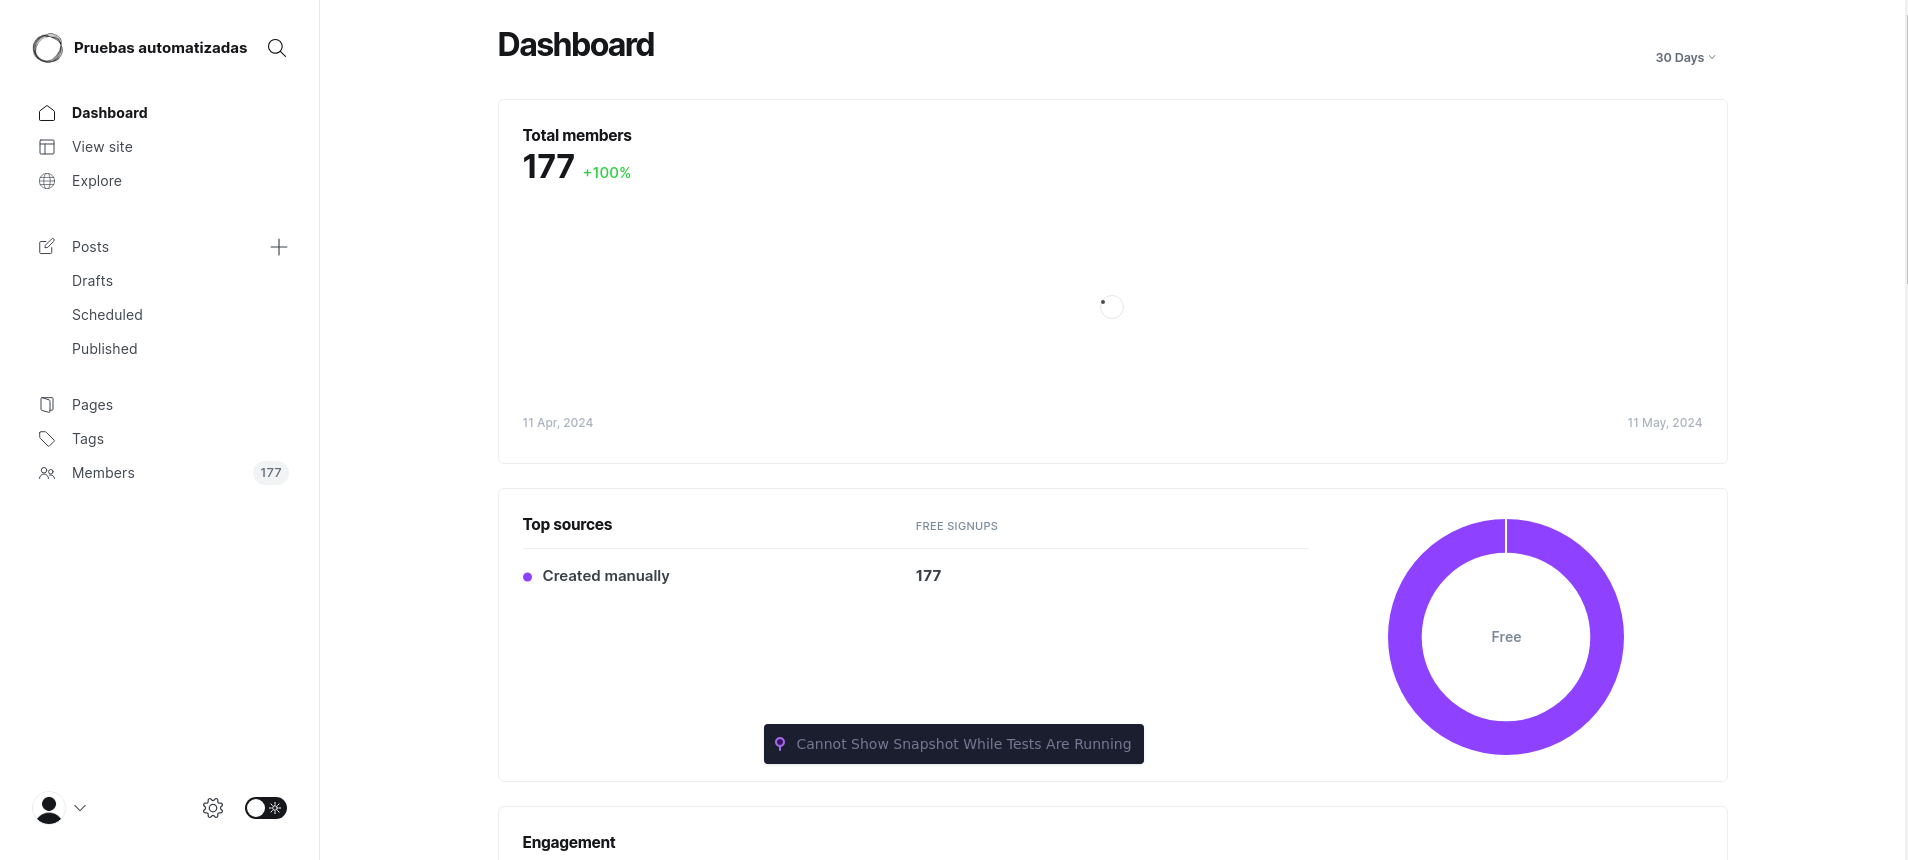 Pruebas automatizadas
Dashboard
View site
Explore
Posts
Drafts
Scheduled
Published
Pages
Tags
Members 177
Dashboard
30 Days
Total members
177 +100%
11 Apr, 2024 11 May, 2024
Top sources FREE SIGNUPS
Created manually 177
Free
Cannot Show Snapshot While Tests Are Running
Engagement